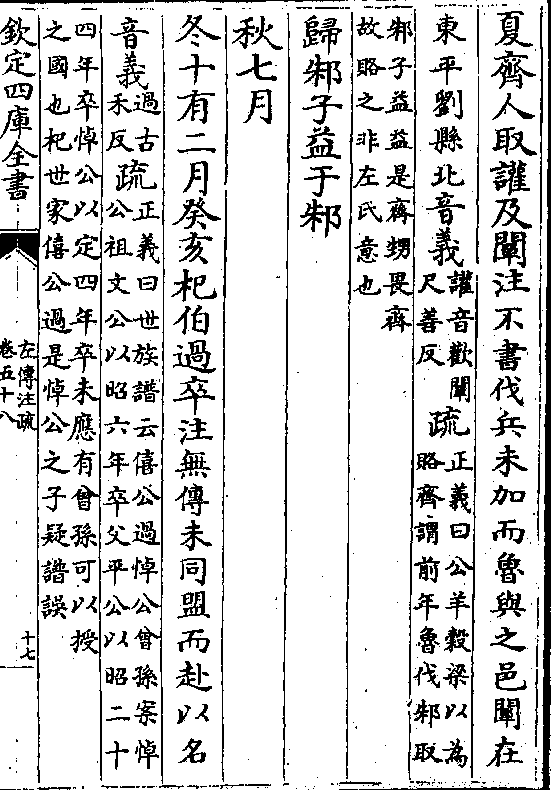 夏齊人取讙及闡注不書伐兵未加而魯與之邑闡在
東平劉縣北音義讙音歡闡
尺善反疏正義曰公羊榖梁以為
賂齊謂前年魯伐邾取
邾子益益是齊甥畏齊
故賂之非左氏意也
歸邾子益于邾
秋七月
冬十有二月癸亥杞伯過卒注無傳未同盟而赴以名
音義過古
禾反疏正義曰世族譜云僖公過悼公曾孫案悼
公祖文公以昭六年卒父平公以昭二十
四年卒悼公以定四年卒未應有曾孫可以授
之國也杞世家僖公過是悼公之子疑譜誤
欽定四庫全書
左傳注疏
卷五十八
十七